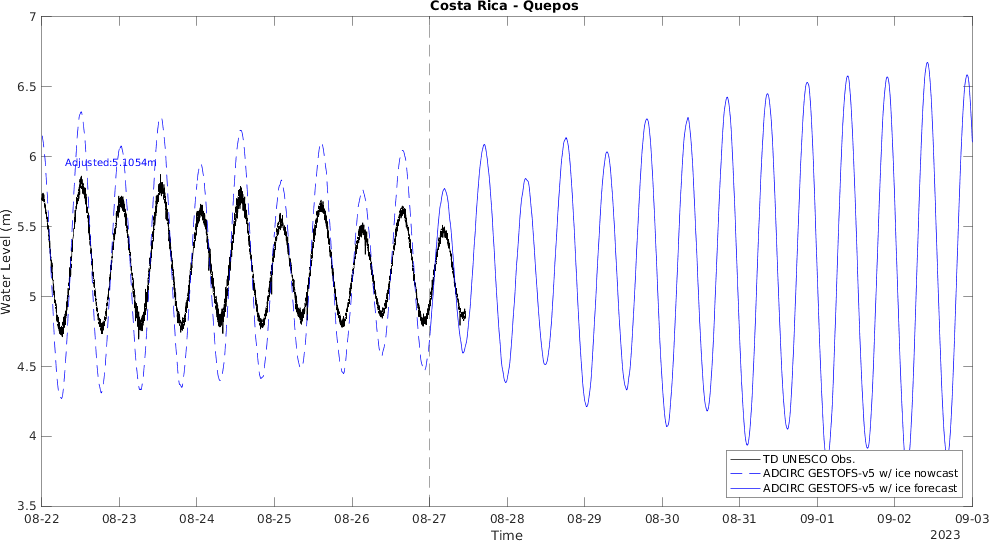 Costa Rica - Quepos
7
6.5
6
5.5
5
4.5
4
3.5
Water Level (m)
Adjusted:5.1054m
TD UNESCO Obs.
ADCIRC GESTOFS-v5 w/ ice nowcast
ADCIRC GESTOFS-v5 w/ ice forecast
08-22 08-23 08-24 08-25 08-26 08-27 08-28 08-29 08-30 08-31 09-01 09-02 09-03
Time
2023